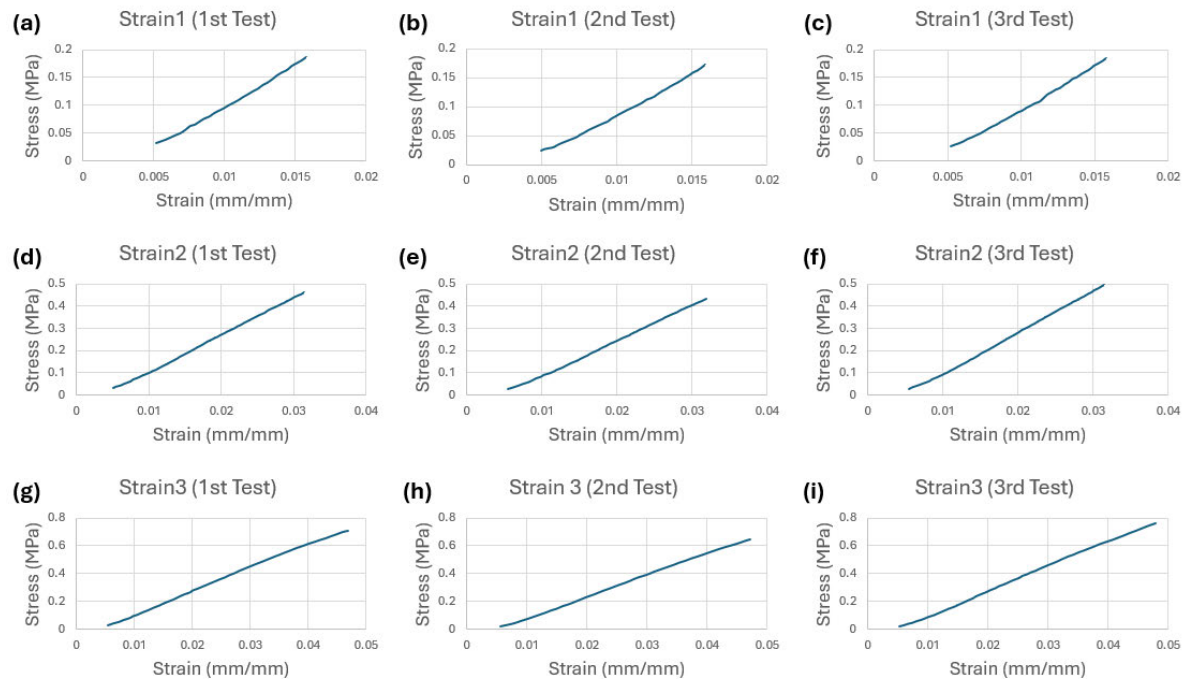 (a) Strain1 (1st Test)
Stress (MPa)
0.2
0.15
0.1
0.05
0
0 0.005 0.01 0.015 0.02
Strain (mm/mm)
(b) Strain1 (2nd Test)
Stress (MPa)
0.2
0.15
0.1
0.05
0
0 0.005 0.01 0.015 0.02
Strain (mm/mm)
(c) Strain1 (3rd Test)
Stress (MPa)
0.2
0.15
0.1
0.05
0
0 0.005 0.01 0.015 0.02
Strain (mm/mm)
(d) Strain2 (1st Test)
Stress (MPa)
0.5
0.4
0.3
0.2
0.1
0
0 0.01 0.02 0.03 0.04
Strain (mm/mm)
(e) Strain2 (2nd Test)
Stress (MPa)
0.5
0.4
0.3
0.2
0.1
0
0 0.01 0.02 0.03 0.04
Strain (mm/mm)
(f) Strain2 (3rd Test)
Stress (MPa)
0.5
0.4
0.3
0.2
0.1
0
0 0.01 0.02 0.03 0.04
Strain (mm/mm)
(g) Strain3 (1st Test)
Stress (MPa)
0.8
0.6
0.4
0.2
0
0 0.01 0.02 0.03 0.04 0.05
Strain (mm/mm)
(h) Strain 3 (2nd Test)
Stress (MPa)
0.8
0.6
0.4
0.2
0
0 0.01 0.02 0.03 0.04 0.05
Strain (mm/mm)
(i) Strain3 (3rd Test)
Stress (MPa)
0.8
0.6
0.4
0.2
0
0 0.01 0.02 0.03 0.04 0.05
Strain (mm/mm)